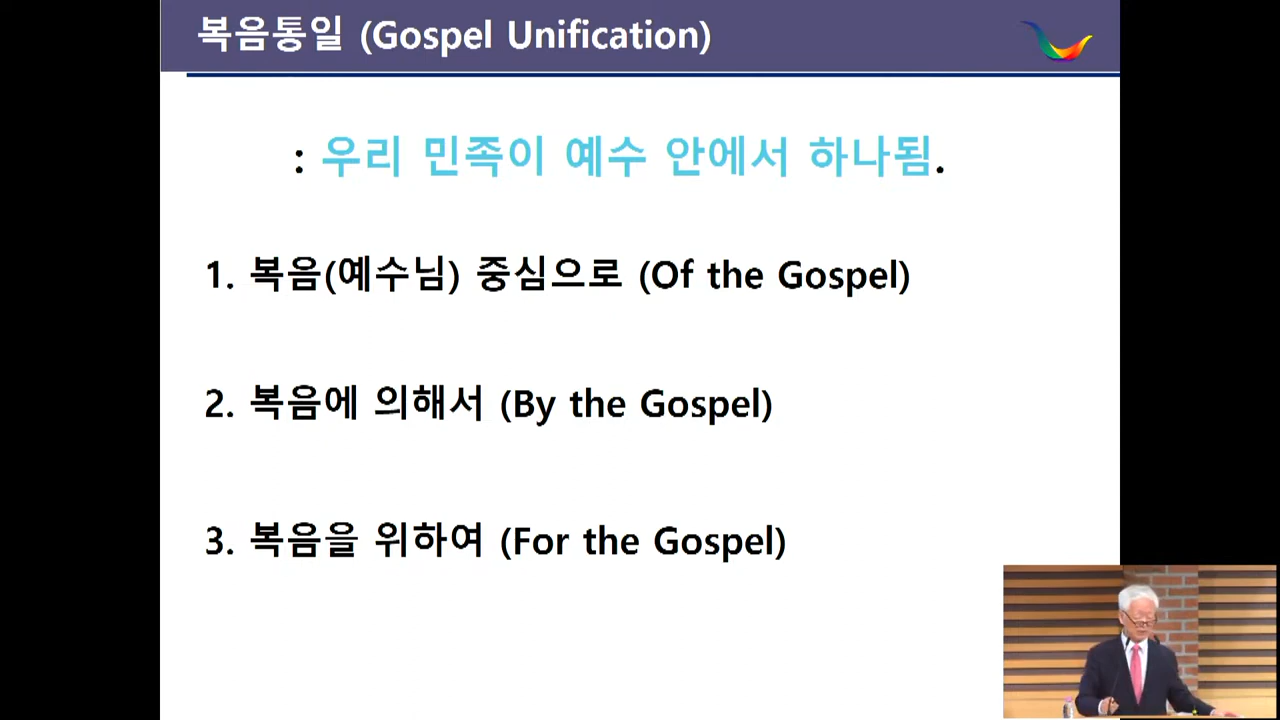 복음통일 (Gospel Unification)
: 우리 민족이 예수 안에서 하나됨.
1. 복음(예수님) 중심으로 (Of the Gospel)
2. 복음에 의해서 (By the Gospel)
3. 복음을 위하여 (For the Gospel)